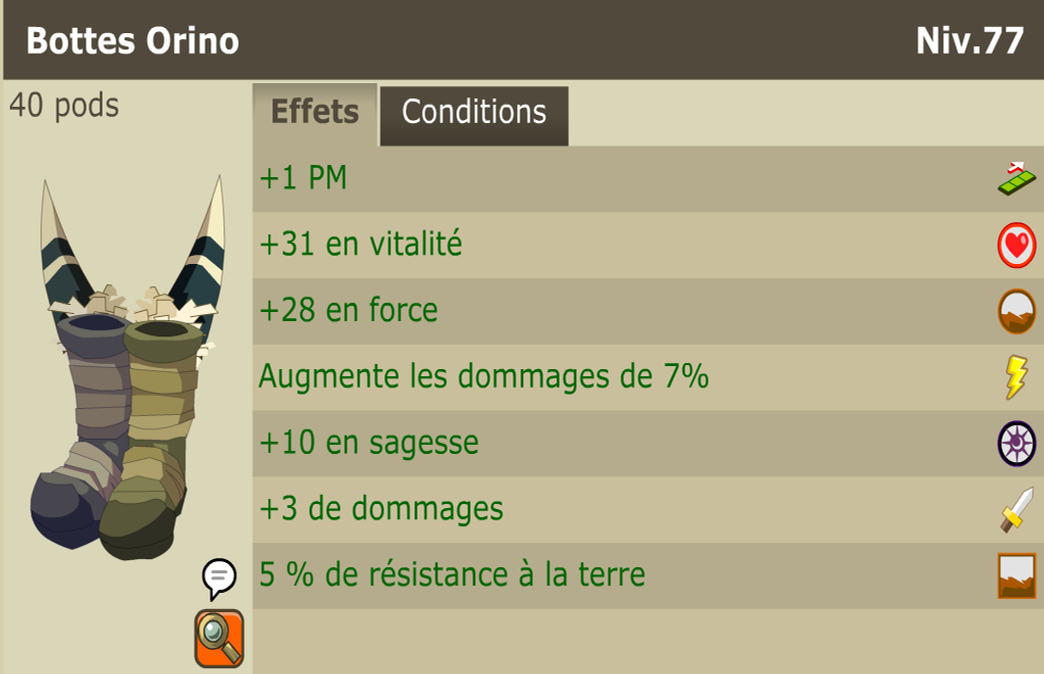 Bottes Orino
Niv.77
40 pods
Effets
Conditions
+1 PM
+31 en vitalité
+28 en force
Augmente les dommages de 7%
+10 en sagesse
+3 de dommages
5 % de résistance à la terre